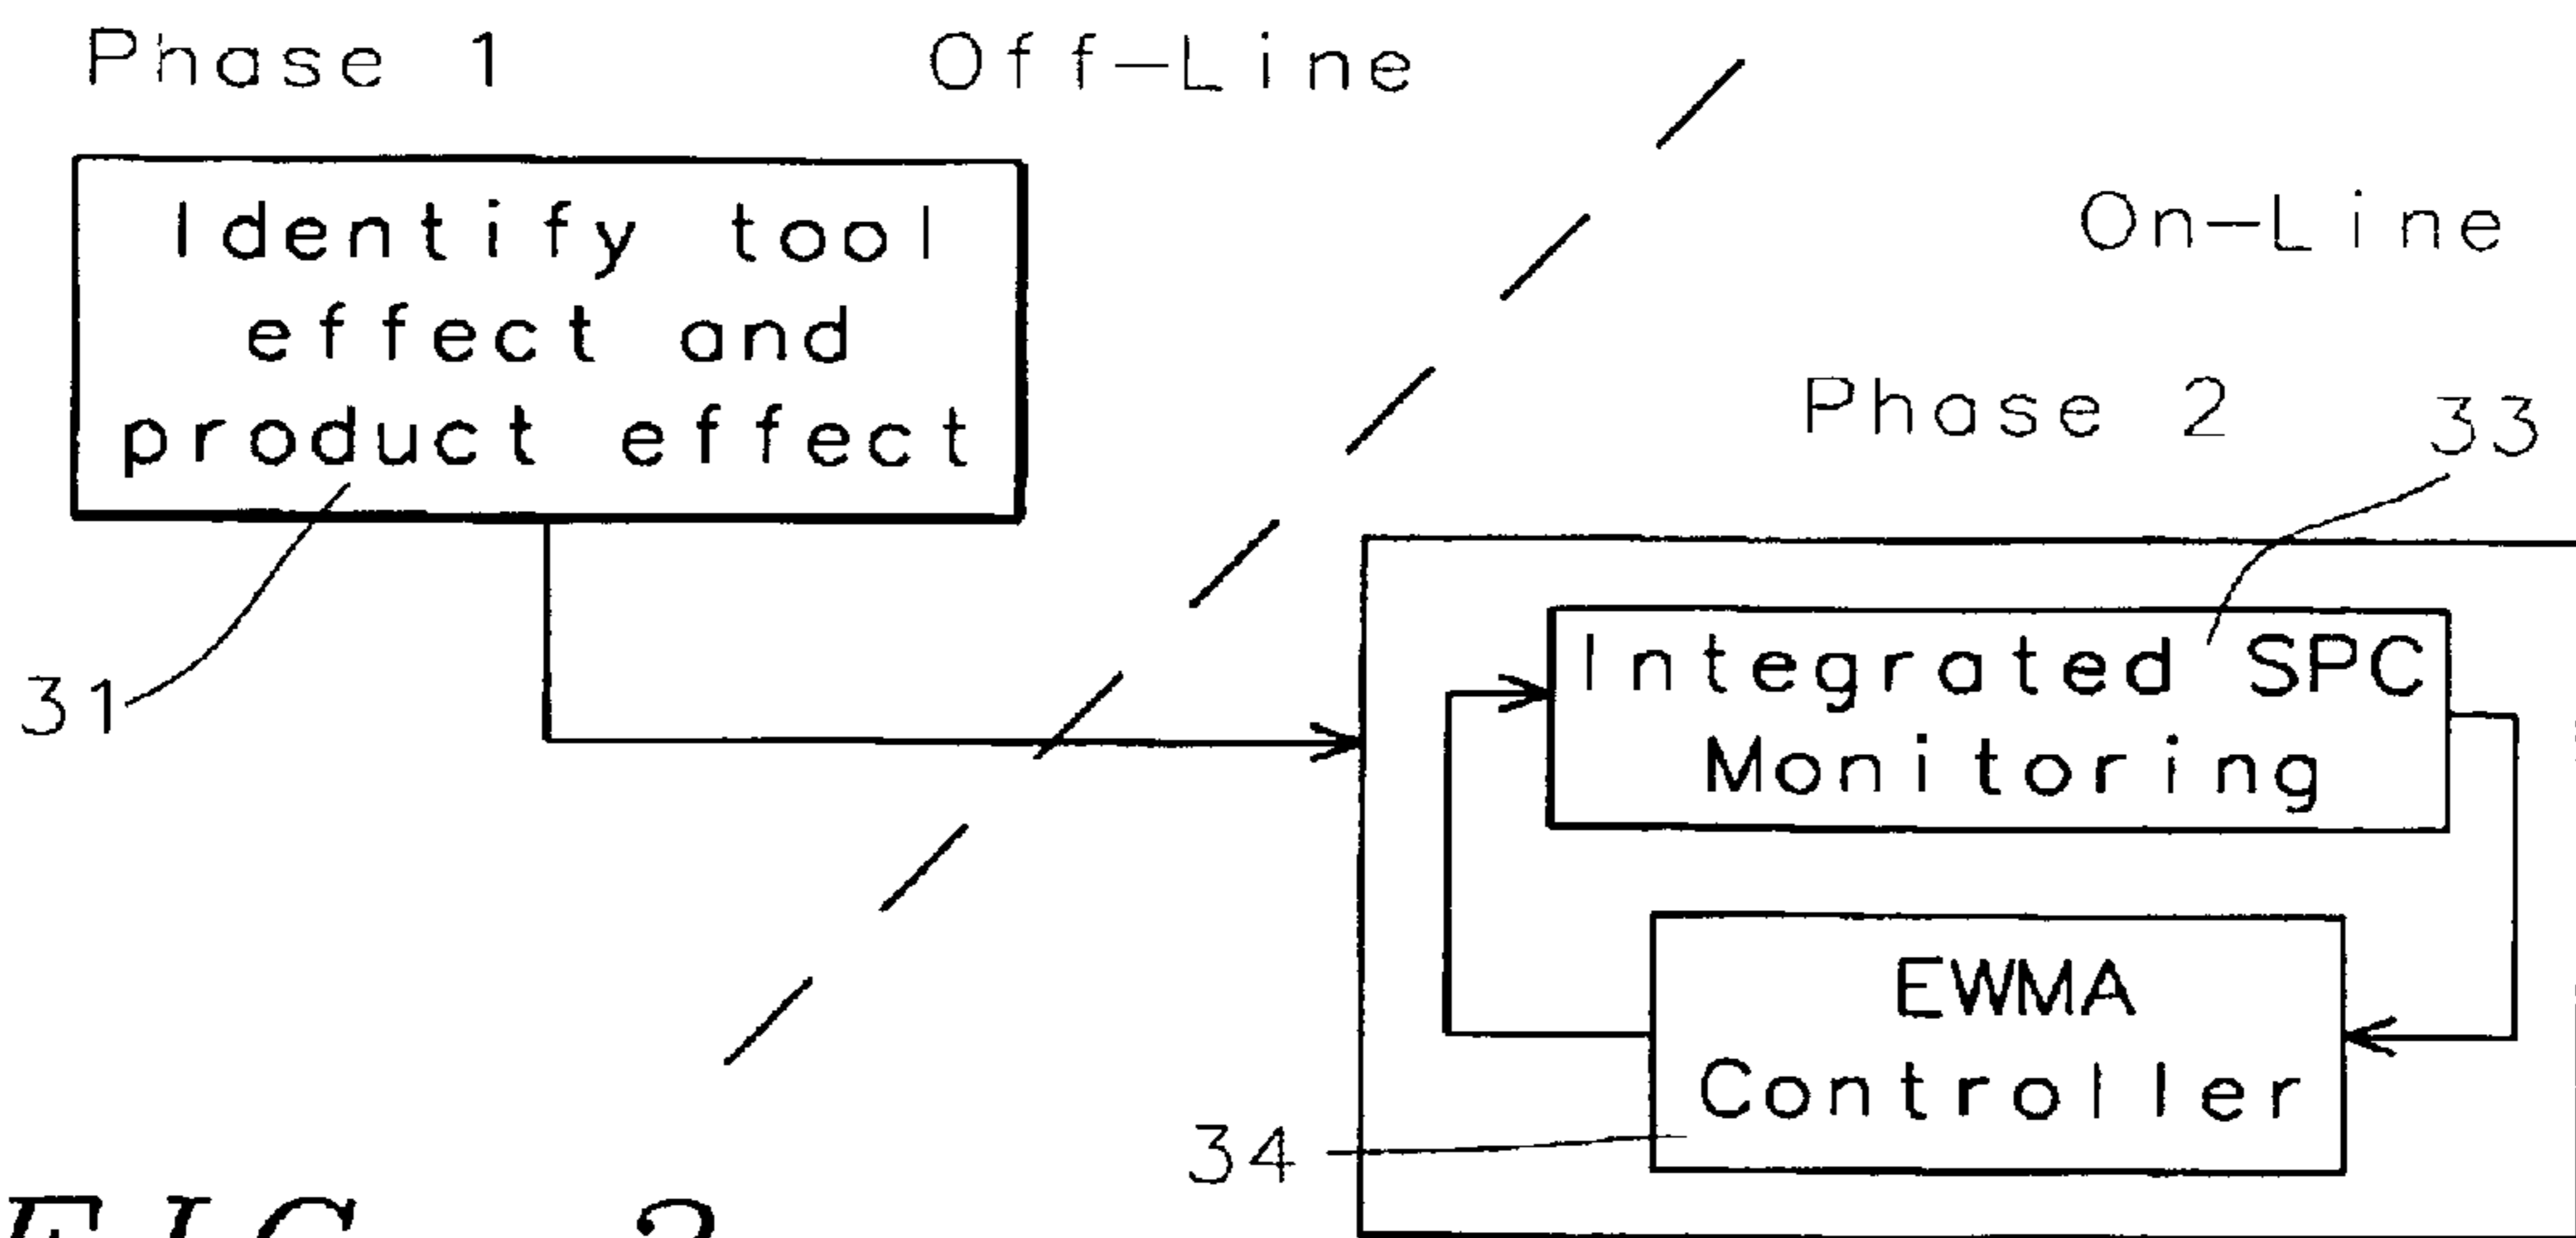 Phase 1
Off-Line
Identify tool
effect and
product effect
31
On-Line
Phase 2
33
Integrated SPC
Monitoring
EWMA
Controller
34
FIG.